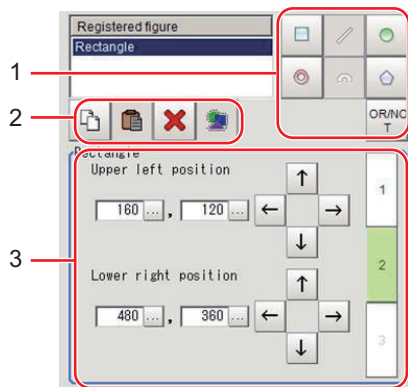 Registered figure
Rectangle
1
2
OR/NO
T
Rectangle
Upper left position
160 ... , 120 ...
1
2
3
3
Lower right position
480 ... , 360 ...